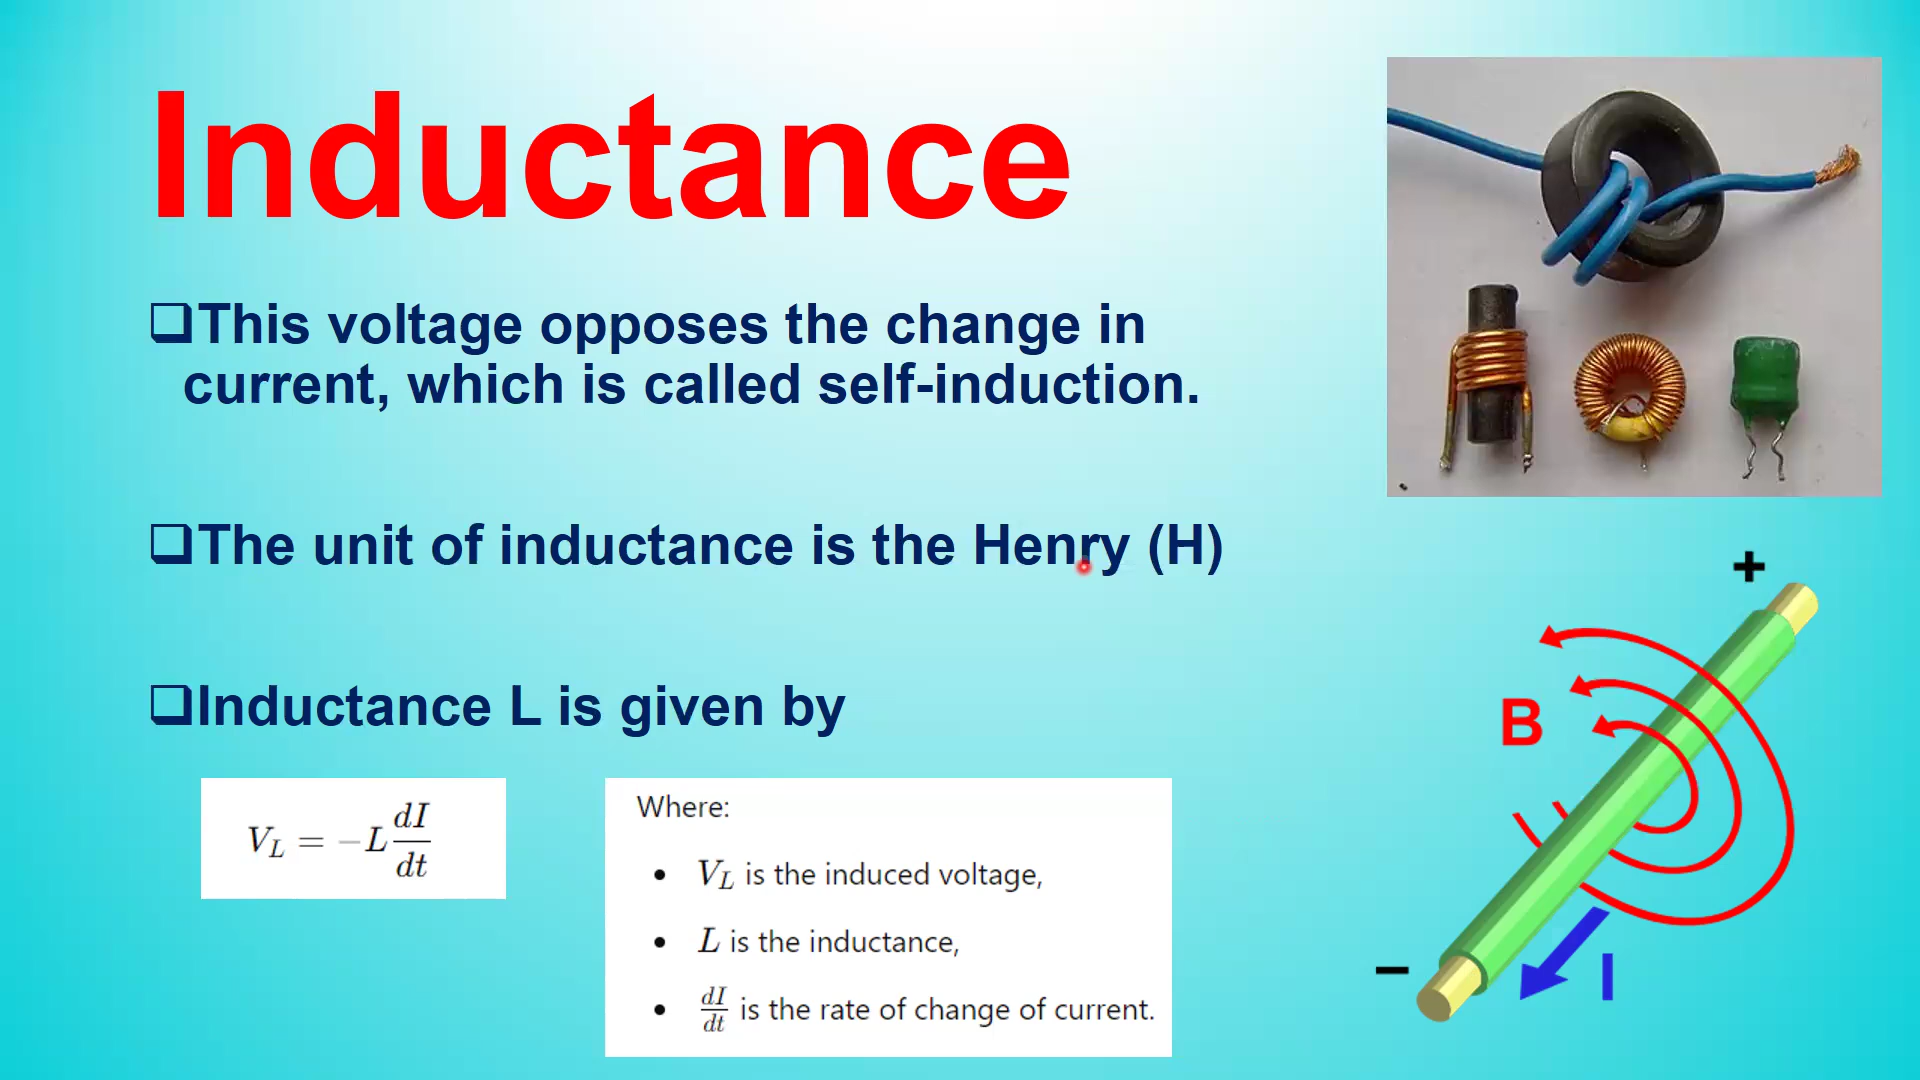 Inductance
❑This voltage opposes the change in
current, which is called self-induction.
❑The unit of inductance is the Henry (H)
❑Inductance L is given by
V_L = -L dI/dt
Where:
• V_L is the induced voltage,
• L is the inductance,
• dI/dt is the rate of change of current.
+
B
I
–